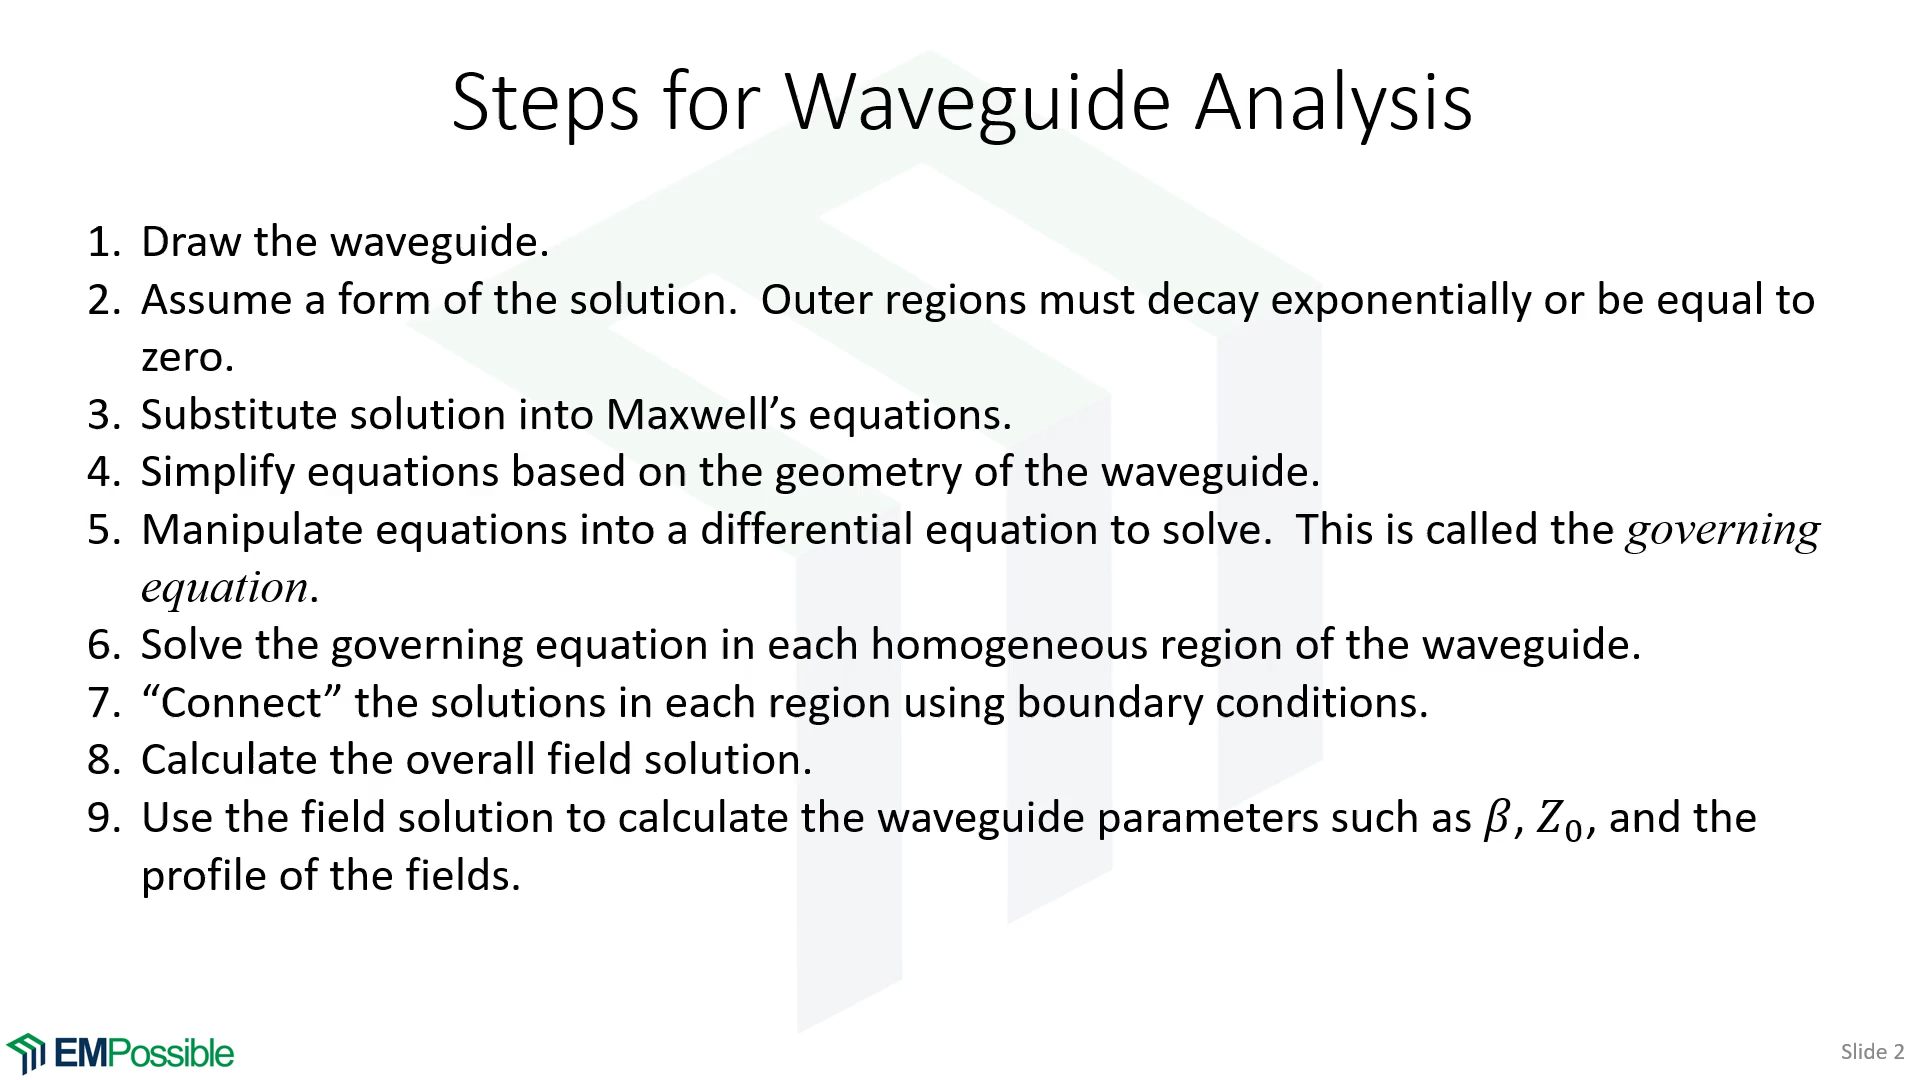 Steps for Waveguide Analysis
1. Draw the waveguide.
2. Assume a form of the solution.  Outer regions must decay exponentially or be equal to
zero.
3. Substitute solution into Maxwell’s equations.
4. Simplify equations based on the geometry of the waveguide.
5. Manipulate equations into a differential equation to solve.  This is called the governing
equation.
6. Solve the governing equation in each homogeneous region of the waveguide.
7. “Connect” the solutions in each region using boundary conditions.
8. Calculate the overall field solution.
9. Use the field solution to calculate the waveguide parameters such as β, Z₀, and the
profile of the fields.
EMPossible
Slide 2